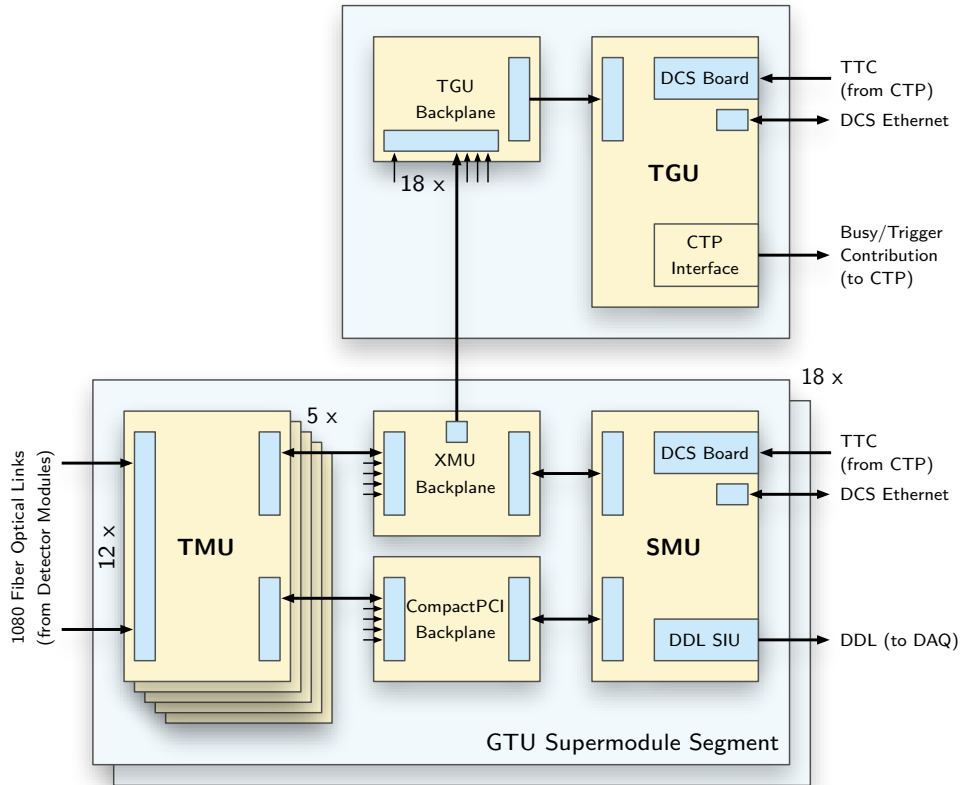 TGU
Backplane
18 x
DCS Board
TGU
CTP
Interface
TTC
(from CTP)
DCS Ethernet
Busy/Trigger
Contribution
(to CTP)
18 x
5 x
1080 Fiber Optical Links
(from Detector Modules)
12 x
TMU
XMU
Backplane
CompactPCI
Backplane
DCS Board
SMU
DDL SIU
TTC
(from CTP)
DCS Ethernet
DDL (to DAQ)
GTU Supermodule Segment